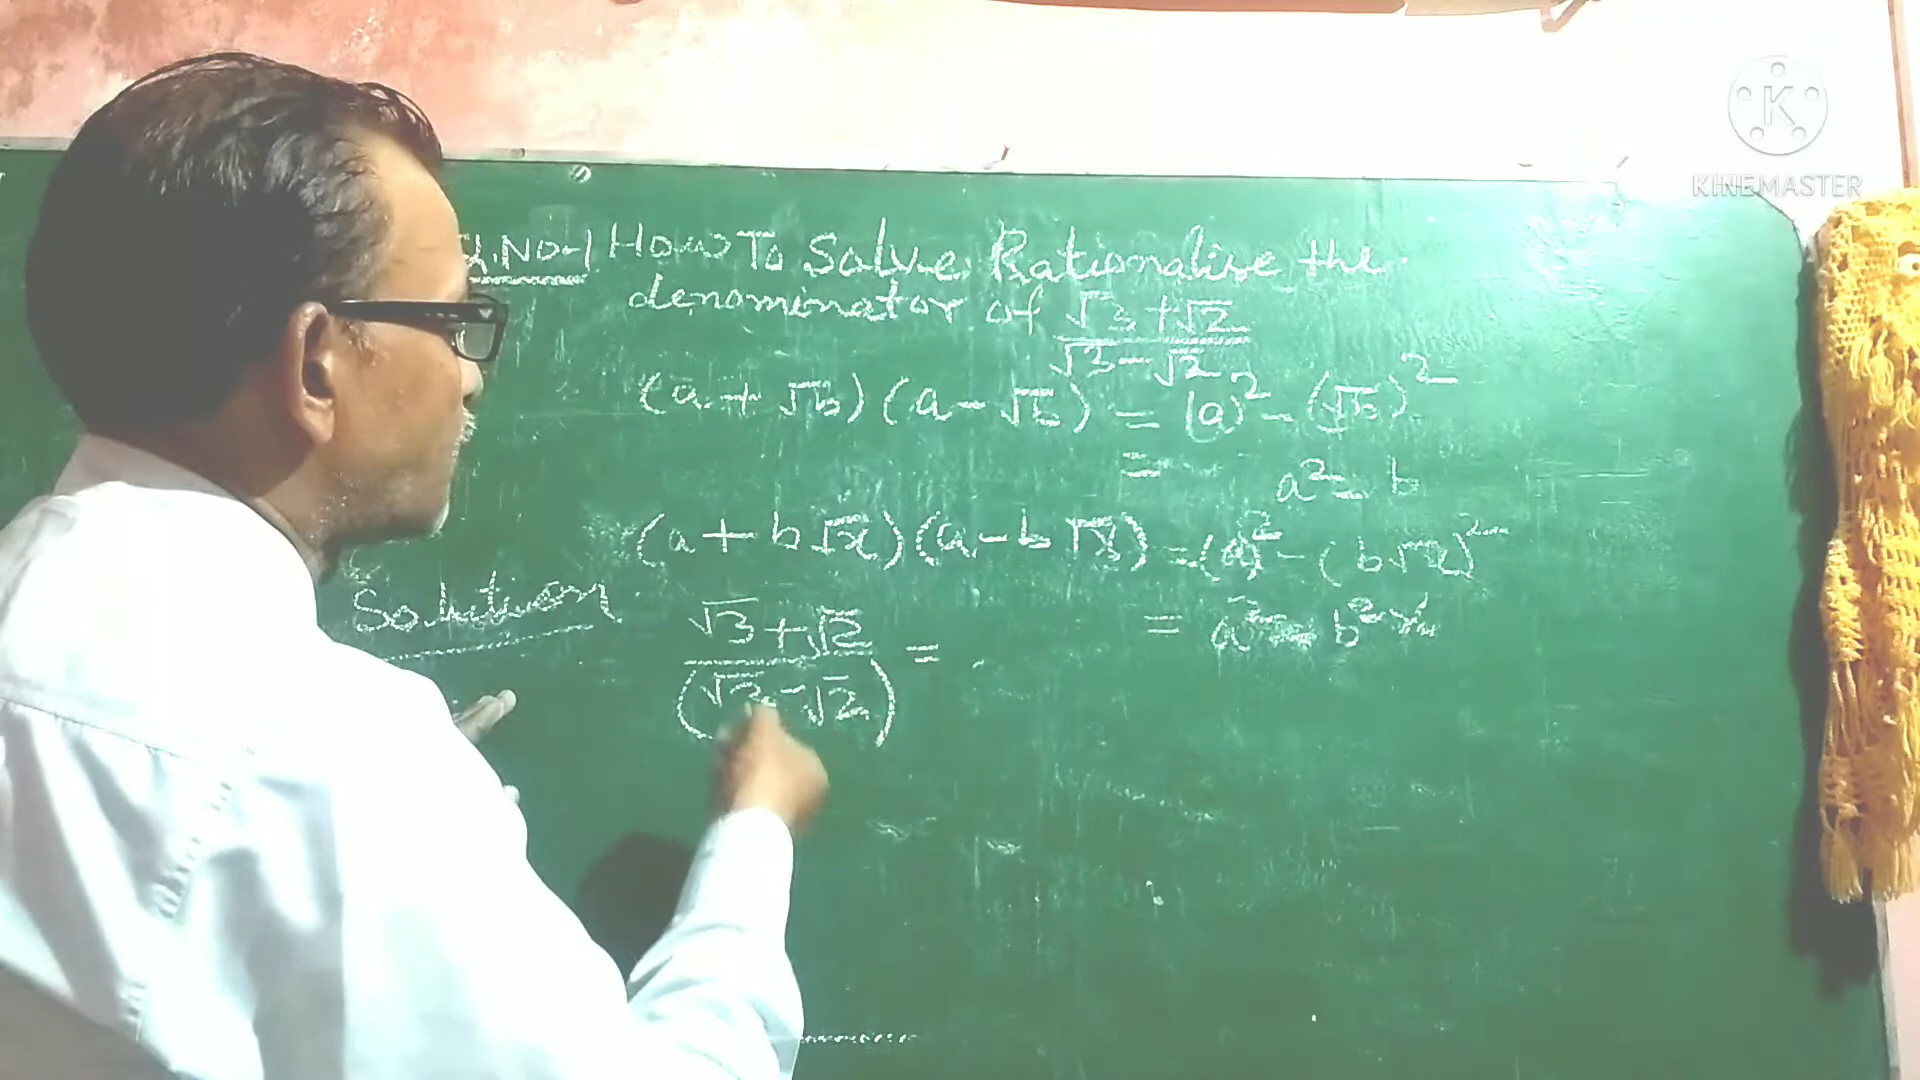 Q.No-1 How To Solve Rationalise the
denominator of √3+√2
√3-√2
(a+√b)(a-√b) = (a)²-(√b)²
= a²-b
(a+b√x)(a-b√x) = (a)²-(b√x)²
= a²-b²x
Solution
√3+√2 =
(√3-√2)
KINEMASTER